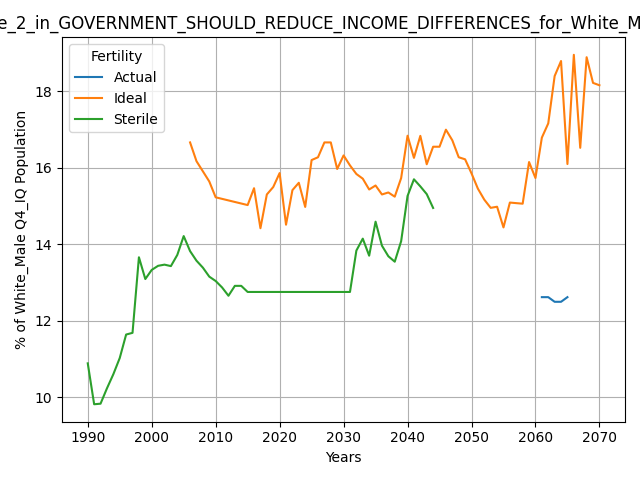 e_2_in_GOVERNMENT_SHOULD_REDUCE_INCOME_DIFFERENCES_for_White_M
Fertility
Actual
Ideal
Sterile
% of White_Male Q4_IQ Population
18
16
14
12
10
1990 2000 2010 2020 2030 2040 2050 2060 2070
Years